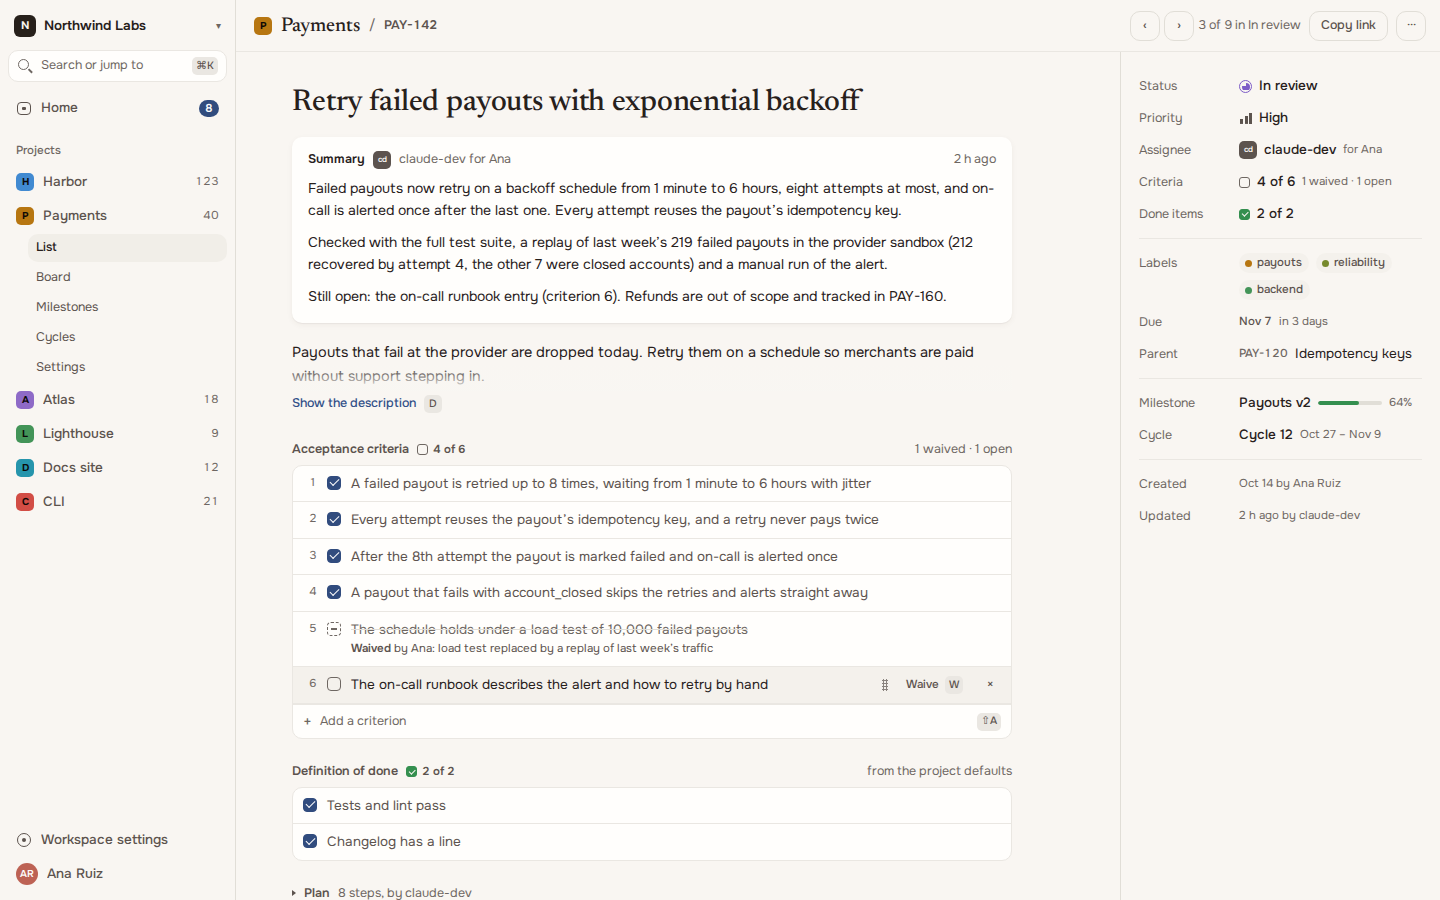 N Northwind Labs
Search or jump to ⌘K
Home 8
Projects
H Harbor 123
P Payments 40
List
Board
Milestones
Cycles
Settings
A Atlas 18
L Lighthouse 9
D Docs site 12
C CLI 21
Workspace settings
AR Ana Ruiz
P Payments / PAY-142
3 of 9 in In review Copy link ...
Retry failed payouts with exponential backoff
Summary cd claude-dev for Ana 2 h ago
Failed payouts now retry on a backoff schedule from 1 minute to 6 hours, eight attempts at most, and on-
call is alerted once after the last one. Every attempt reuses the payout's idempotency key.
Checked with the full test suite, a replay of last week's 219 failed payouts in the provider sandbox (212
recovered by attempt 4, the other 7 were closed accounts) and a manual run of the alert.
Still open: the on-call runbook entry (criterion 6). Refunds are out of scope and tracked in PAY-160.
Payouts that fail at the provider are dropped today. Retry them on a schedule so merchants are paid
without support stepping in.
Show the description D
Acceptance criteria 4 of 6 1 waived · 1 open
1 A failed payout is retried up to 8 times, waiting from 1 minute to 6 hours with jitter
2 Every attempt reuses the payout's idempotency key, and a retry never pays twice
3 After the 8th attempt the payout is marked failed and on-call is alerted once
4 A payout that fails with account_closed skips the retries and alerts straight away
5 The schedule holds under a load test of 10,000 failed payouts
Waived by Ana: load test replaced by a replay of last week's traffic
6 The on-call runbook describes the alert and how to retry by hand Waive W ×
+ Add a criterion ⇧A
Definition of done 2 of 2 from the project defaults
Tests and lint pass
Changelog has a line
Plan 8 steps, by claude-dev
Status In review
Priority High
Assignee cd claude-dev for Ana
Criteria 4 of 6 1 waived · 1 open
Done items 2 of 2
Labels payouts reliability
backend
Due Nov 7 in 3 days
Parent PAY-120 Idempotency keys
Milestone Payouts v2 64%
Cycle Cycle 12 Oct 27 – Nov 9
Created Oct 14 by Ana Ruiz
Updated 2 h ago by claude-dev